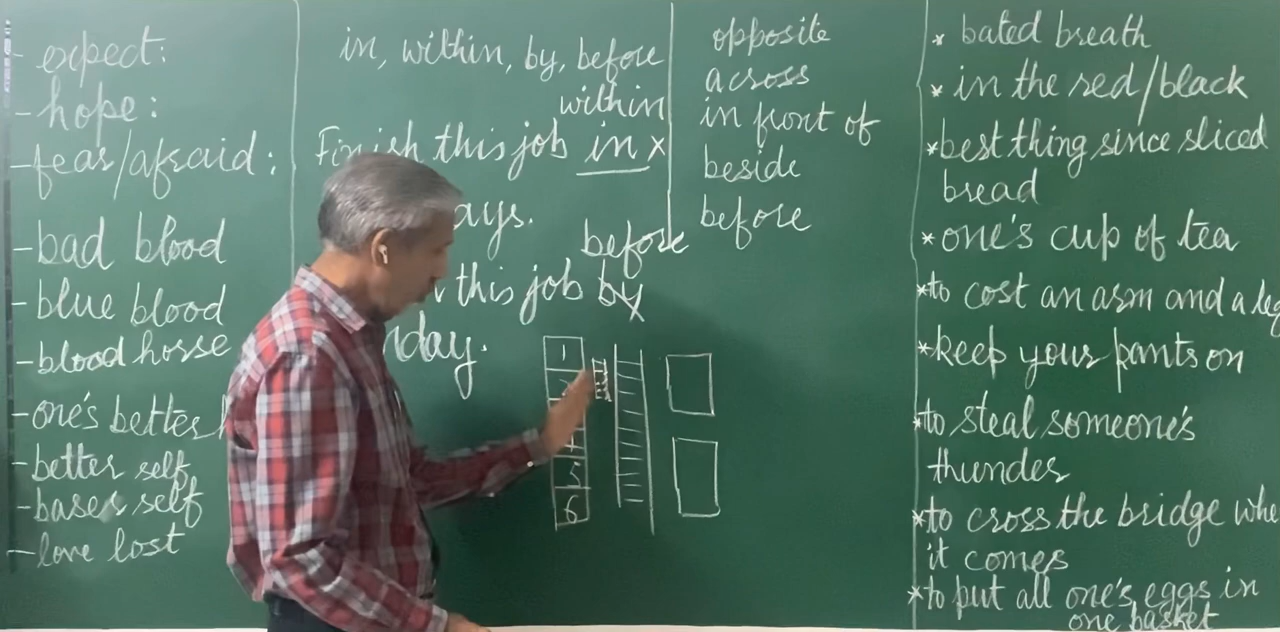 - expect:
- hope:
- fear/afraid:
- bad blood
- blue blood
- blood horse
- one's better
- better self
- baser self
- love lost
in, within, by, before
within
Finish this job in x
ays.
before
this job by
day.
1
5
6
opposite
across
in front of
beside
before
* bated breath
* in the red/black
* best thing since sliced
bread
* one's cup of tea
* to cost an arm and a leg
* keep your pants on
* to steal someone's
thunder
* to cross the bridge whe
it comes
* to put all one's eggs in
one basket